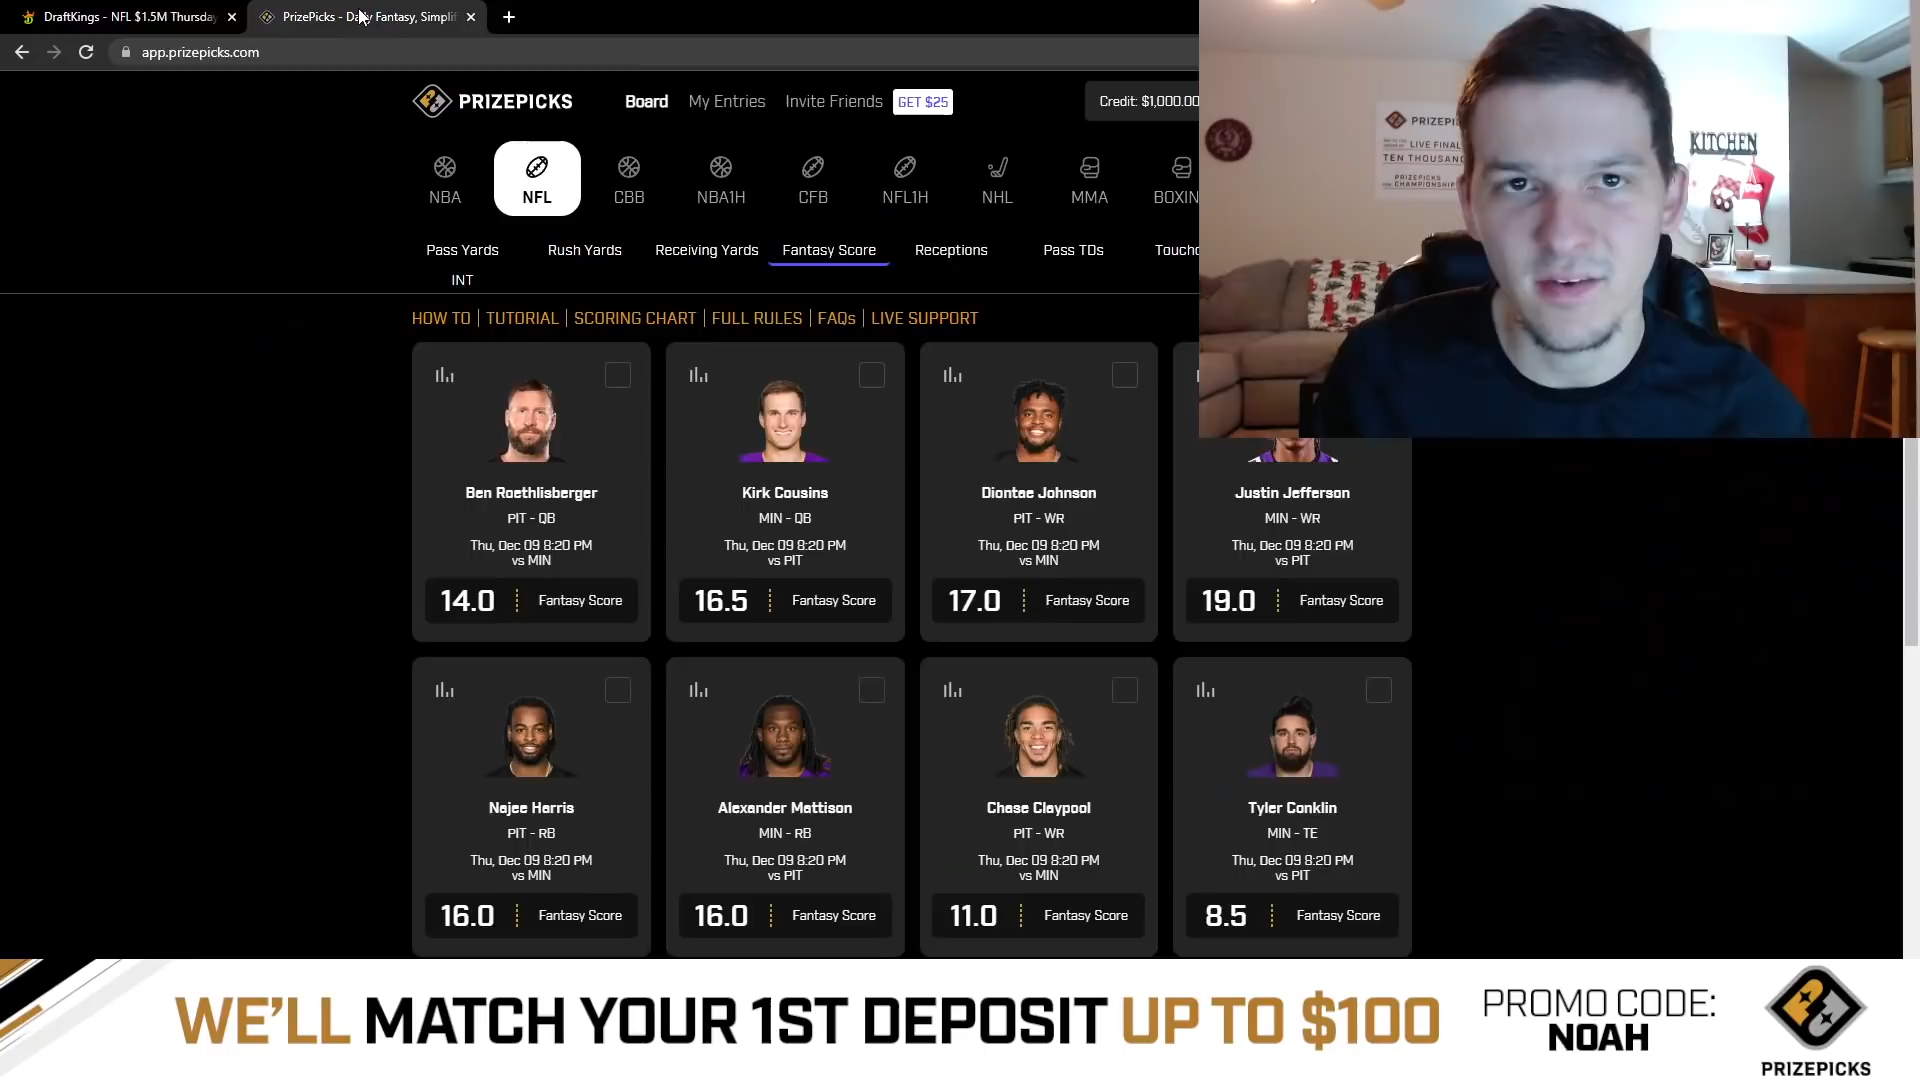 DraftKings - NFL $1.5M Thursda
PrizePicks - Daily Fantasy, Simplif
app.prizepicks.com
PRIZEPICKS
Board
My Entries
Invite Friends
GET $25
Credit: $1,000.00
NBA
NFL
CBB
NBA1H
CFB
NFL1H
NHL
MMA
BOXIN
Pass Yards
Rush Yards
Receiving Yards
Fantasy Score
Receptions
Pass TDs
Touchd
INT
HOW TO | TUTORIAL | SCORING CHART | FULL RULES | FAQs | LIVE SUPPORT
Ben Roethlisberger
PIT - QB
Thu, Dec 09 8:20 PM
vs MIN
14.0 Fantasy Score
Kirk Cousins
MIN - QB
Thu, Dec 09 8:20 PM
vs PIT
16.5 Fantasy Score
Diontae Johnson
PIT - WR
Thu, Dec 09 8:20 PM
vs MIN
17.0 Fantasy Score
Justin Jefferson
MIN - WR
Thu, Dec 09 8:20 PM
vs PIT
19.0 Fantasy Score
Najee Harris
PIT - RB
Thu, Dec 09 8:20 PM
vs MIN
16.0 Fantasy Score
Alexander Mattison
MIN - RB
Thu, Dec 09 8:20 PM
vs PIT
16.0 Fantasy Score
Chase Claypool
PIT - WR
Thu, Dec 09 8:20 PM
vs MIN
11.0 Fantasy Score
Tyler Conklin
MIN - TE
Thu, Dec 09 8:20 PM
vs PIT
8.5 Fantasy Score
PRIZEPI
LIVE FINAL
TEN THOUSAN
PRIZEPICKS
CHAMPIONSHIP
KITCHEN
WE'LL MATCH YOUR 1ST DEPOSIT UP TO $100
PROMO CODE:
NOAH
PRIZEPICKS